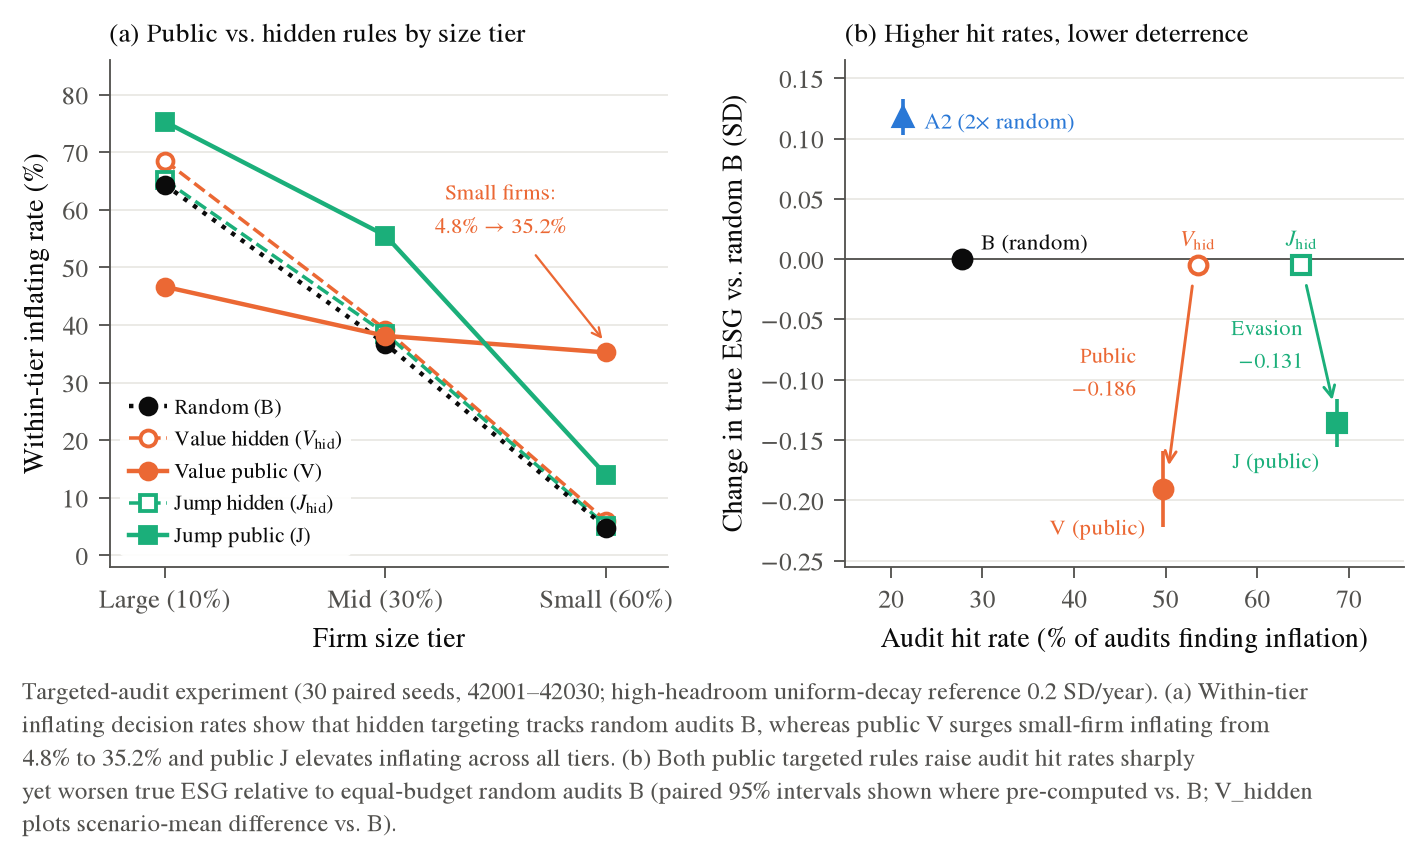 (a) Public vs. hidden rules by size tier
Within-tier inflating rate (%)
80
70
60
50
40
30
20
10
0
Small firms:
4.8% → 35.2%
Random (B)
Value hidden (V_hid)
Value public (V)
Jump hidden (J_hid)
Jump public (J)
Large (10%)
Mid (30%)
Small (60%)
Firm size tier
(b) Higher hit rates, lower deterrence
Change in true ESG vs. random B (SD)
0.15
0.10
0.05
0.00
−0.05
−0.10
−0.15
−0.20
−0.25
A2 (2× random)
B (random)
V_hid
J_hid
Evasion
−0.131
Public
−0.186
J (public)
V (public)
20
30
40
50
60
70
Audit hit rate (% of audits finding inflation)
Targeted-audit experiment (30 paired seeds, 42001–42030; high-headroom uniform-decay reference 0.2 SD/year). (a) Within-tier
inflating decision rates show that hidden targeting tracks random audits B, whereas public V surges small-firm inflating from
4.8% to 35.2% and public J elevates inflating across all tiers. (b) Both public targeted rules raise audit hit rates sharply
yet worsen true ESG relative to equal-budget random audits B (paired 95% intervals shown where pre-computed vs. B; V_hidden
plots scenario-mean difference vs. B).